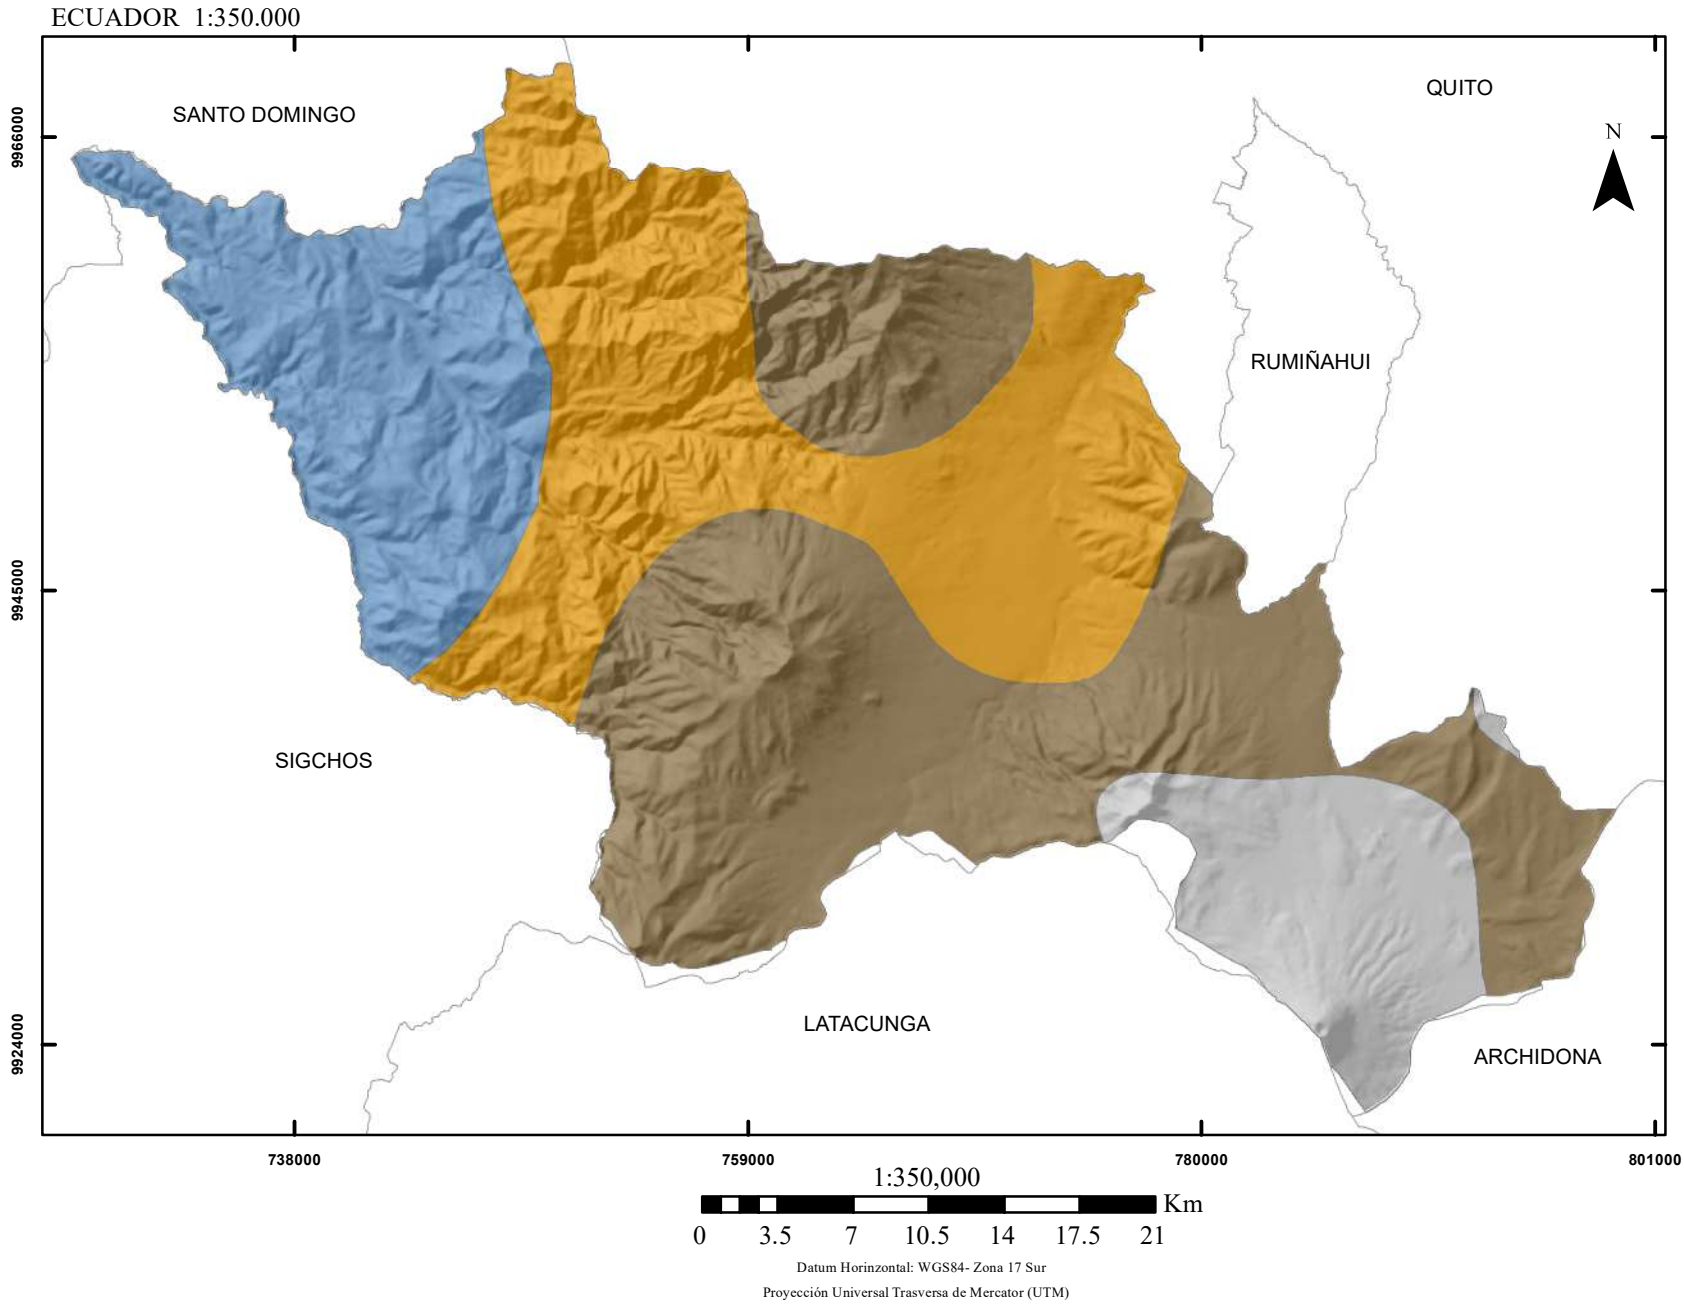 ECUADOR 1:350.000
QUITO
SANTO DOMINGO
N
9966000
RUMIÑAHUI
9945000
SIGCHOS
LATACUNGA
9924000
ARCHIDONA
738000
759000
780000
801000
1:350,000
Km
0 3.5 7 10.5 14 17.5 21
Datum Horinzontal: WGS84- Zona 17 Sur
Proyección Universal Trasversa de Mercator (UTM)